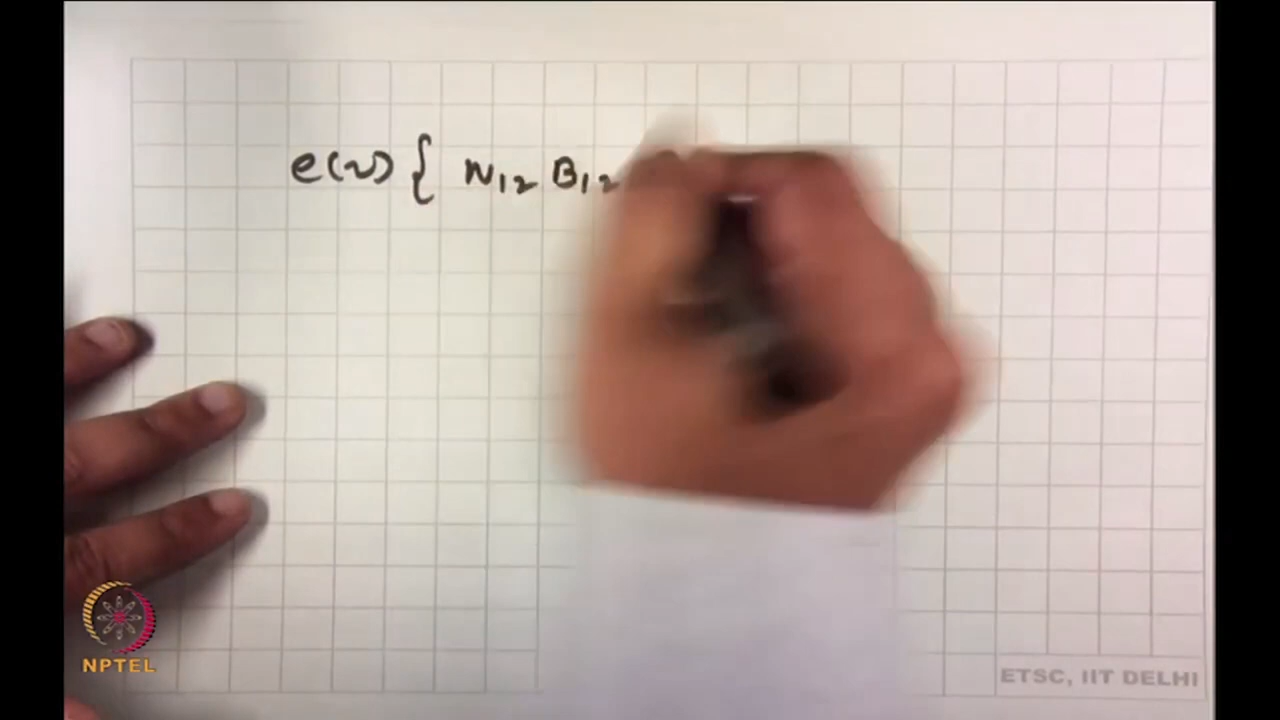 e(ν) { N₁₂ B₁₂
NPTEL
ETSC, IIT DELHI